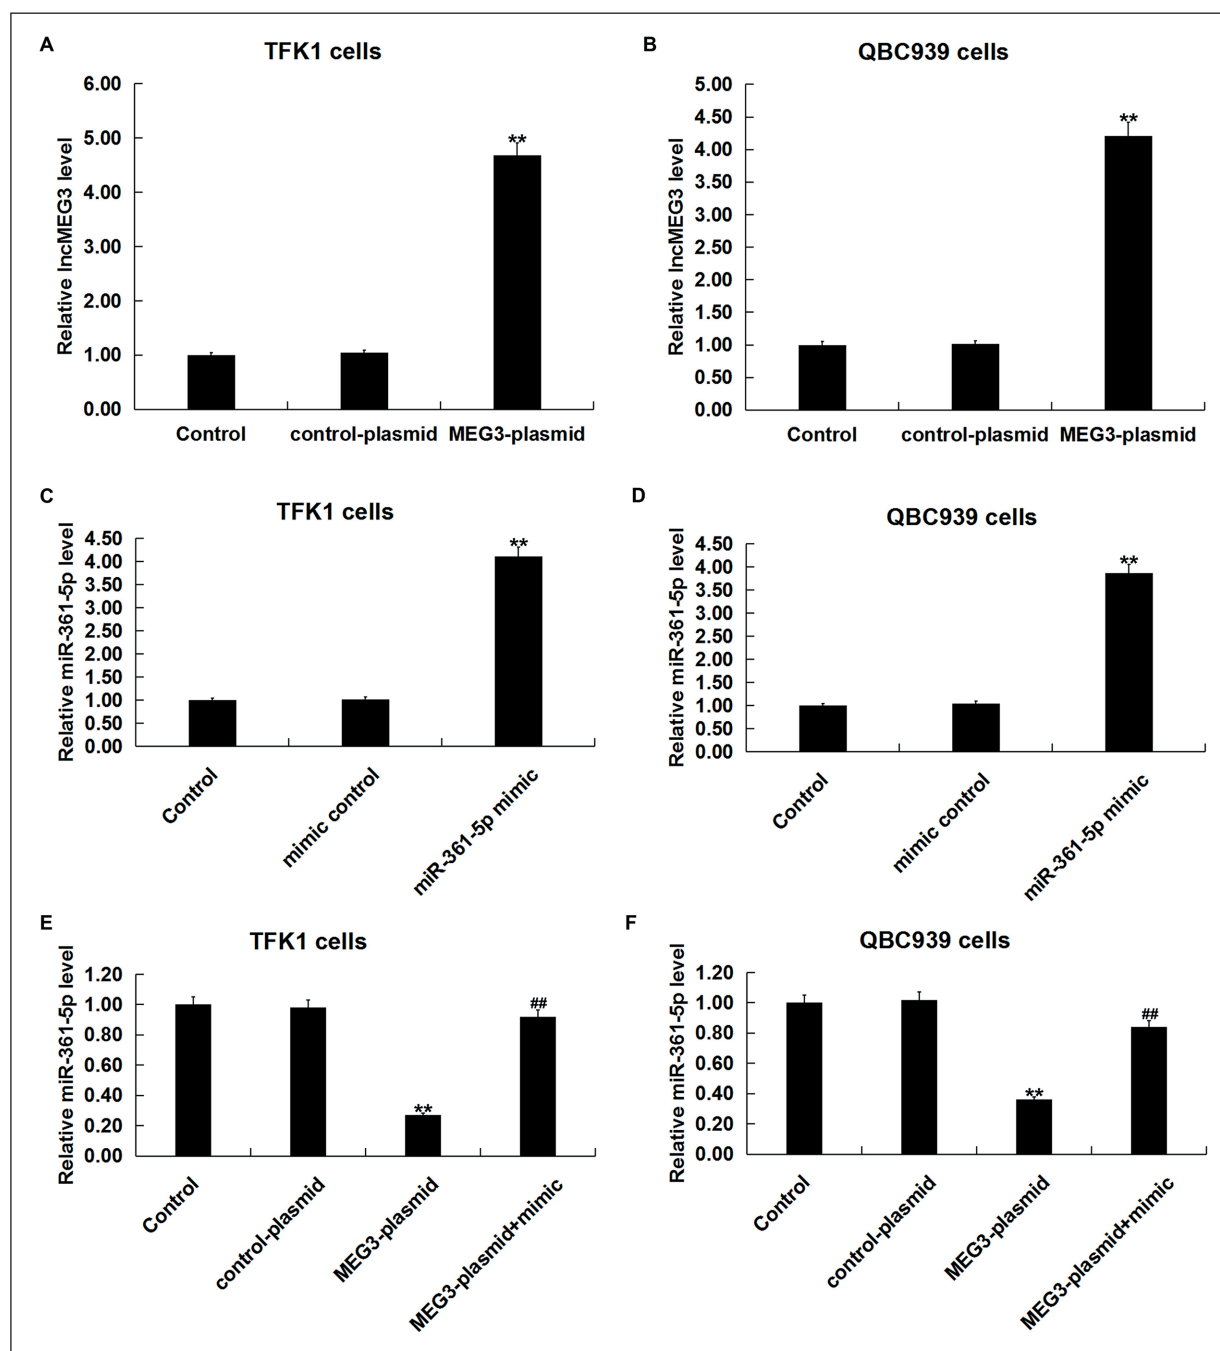 A
TFK1 cells
Relative lncMEG3 level
6.00
5.00
4.00
3.00
2.00
1.00
0.00
**
Control
control-plasmid
MEG3-plasmid
B
QBC939 cells
Relative lncMEG3 level
5.00
4.50
4.00
3.50
3.00
2.50
2.00
1.50
1.00
0.50
0.00
**
Control
control-plasmid
MEG3-plasmid
C
TFK1 cells
Relative miR-361-5p level
4.50
4.00
3.50
3.00
2.50
2.00
1.50
1.00
0.50
0.00
**
Control
mimic control
miR-361-5p mimic
D
QBC939 cells
Relative miR-361-5p level
4.50
4.00
3.50
3.00
2.50
2.00
1.50
1.00
0.50
0.00
**
Control
mimic control
miR-361-5p mimic
E
TFK1 cells
Relative miR-361-5p level
1.20
1.00
0.80
0.60
0.40
0.20
0.00
**
##
Control
control-plasmid
MEG3-plasmid
MEG3-plasmid+mimic
F
QBC939 cells
Relative miR-361-5p level
1.20
1.00
0.80
0.60
0.40
0.20
0.00
**
##
Control
control-plasmid
MEG3-plasmid
MEG3-plasmid+mimic